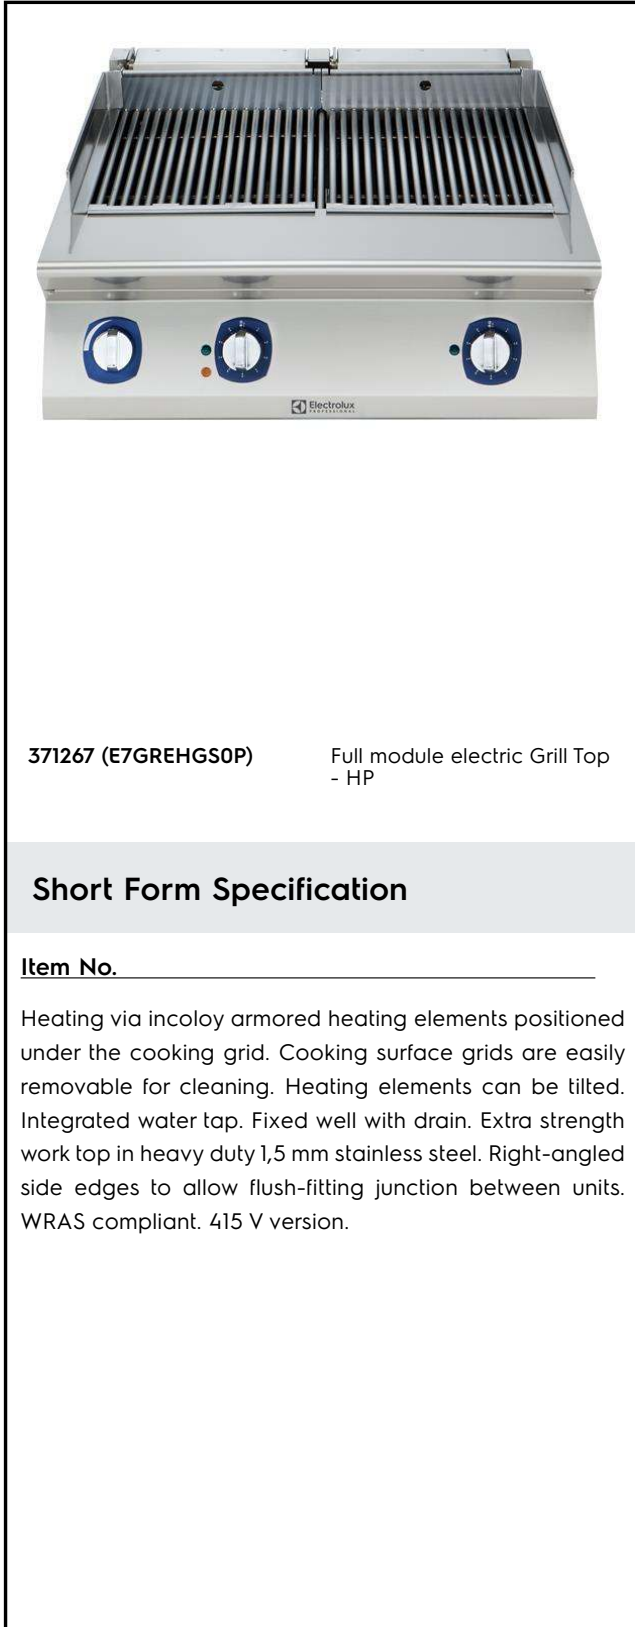 Electrolux
PROFESSIONAL
371267 (E7GREHGS0P)
Full module electric Grill Top
- HP
Short Form Specification
Item No.
Heating via incoloy armored heating elements positioned
under the cooking grid. Cooking surface grids are easily
removable for cleaning. Heating elements can be tilted.
Integrated water tap. Fixed well with drain. Extra strength
work top in heavy duty 1,5 mm stainless steel. Right-angled
side edges to allow flush-fitting junction between units.
WRAS compliant. 415 V version.